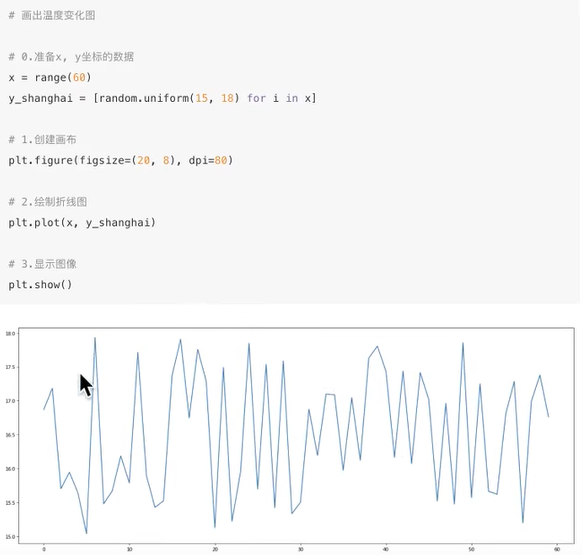 # 画出温度变化图
# 0.准备x, y坐标的数据
x = range(60)
y_shanghai = [random.uniform(15, 18) for i in x]
# 1.创建画布
plt.figure(figsize=(20, 8), dpi=80)
# 2.绘制折线图
plt.plot(x, y_shanghai)
# 3.显示图像
plt.show()
18.0
17.5
17.0
16.5
16.0
15.5
15.0
0 10 20 30 40 50 60